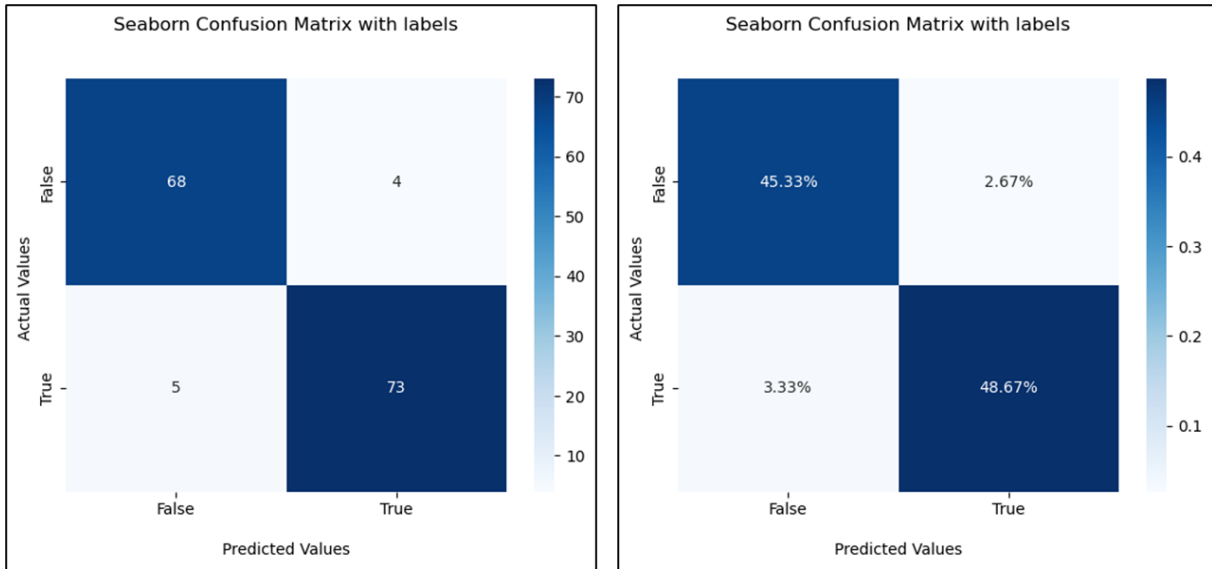 Seaborn Confusion Matrix with labels
70
60
50
40
30
20
10
False
True
Actual Values
68
4
5
73
False
True
Predicted Values
Seaborn Confusion Matrix with labels
0.4
0.3
0.2
0.1
False
True
Actual Values
45.33%
2.67%
3.33%
48.67%
False
True
Predicted Values